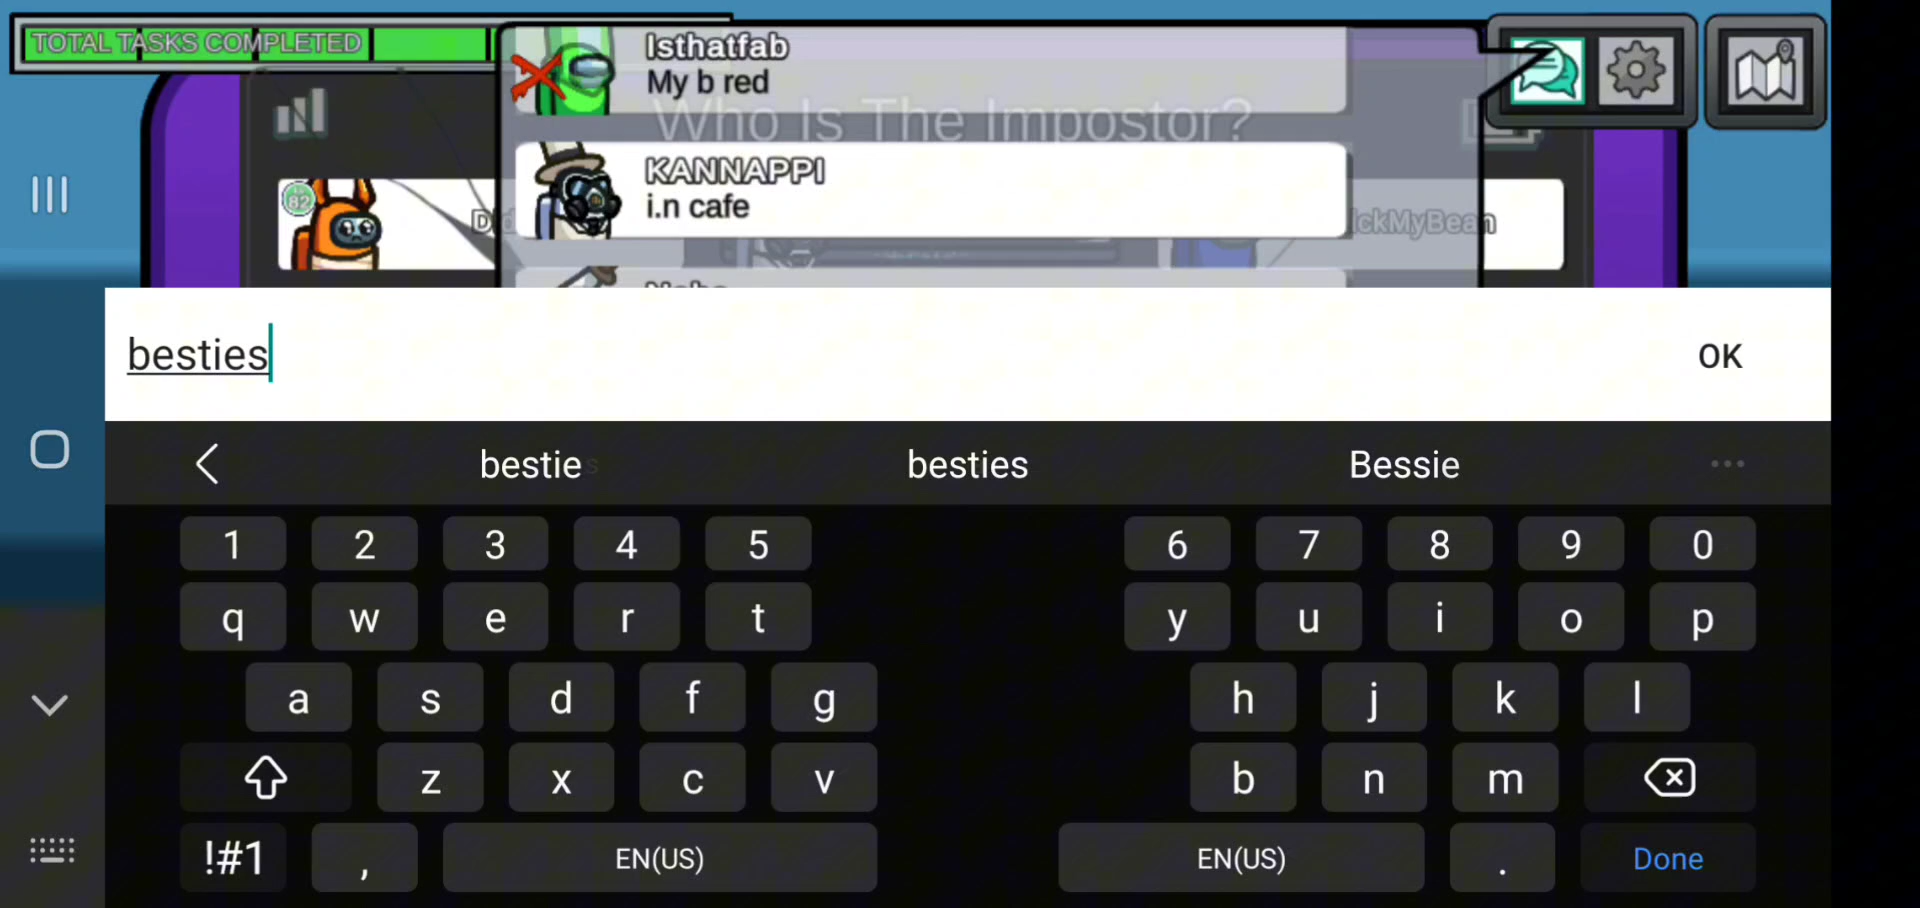 TOTAL TASKS COMPLETED
Isthatfab
My b red
Who Is The Impostor?
KANNAPPI
i.n cafe
82
ickMyBean
besties
OK
bestie
besties
Bessie
1 2 3 4 5 6 7 8 9 0
q w e r t y u i o p
a s d f g h j k l
z x c v b n m
!#1 , EN(US) EN(US) . Done